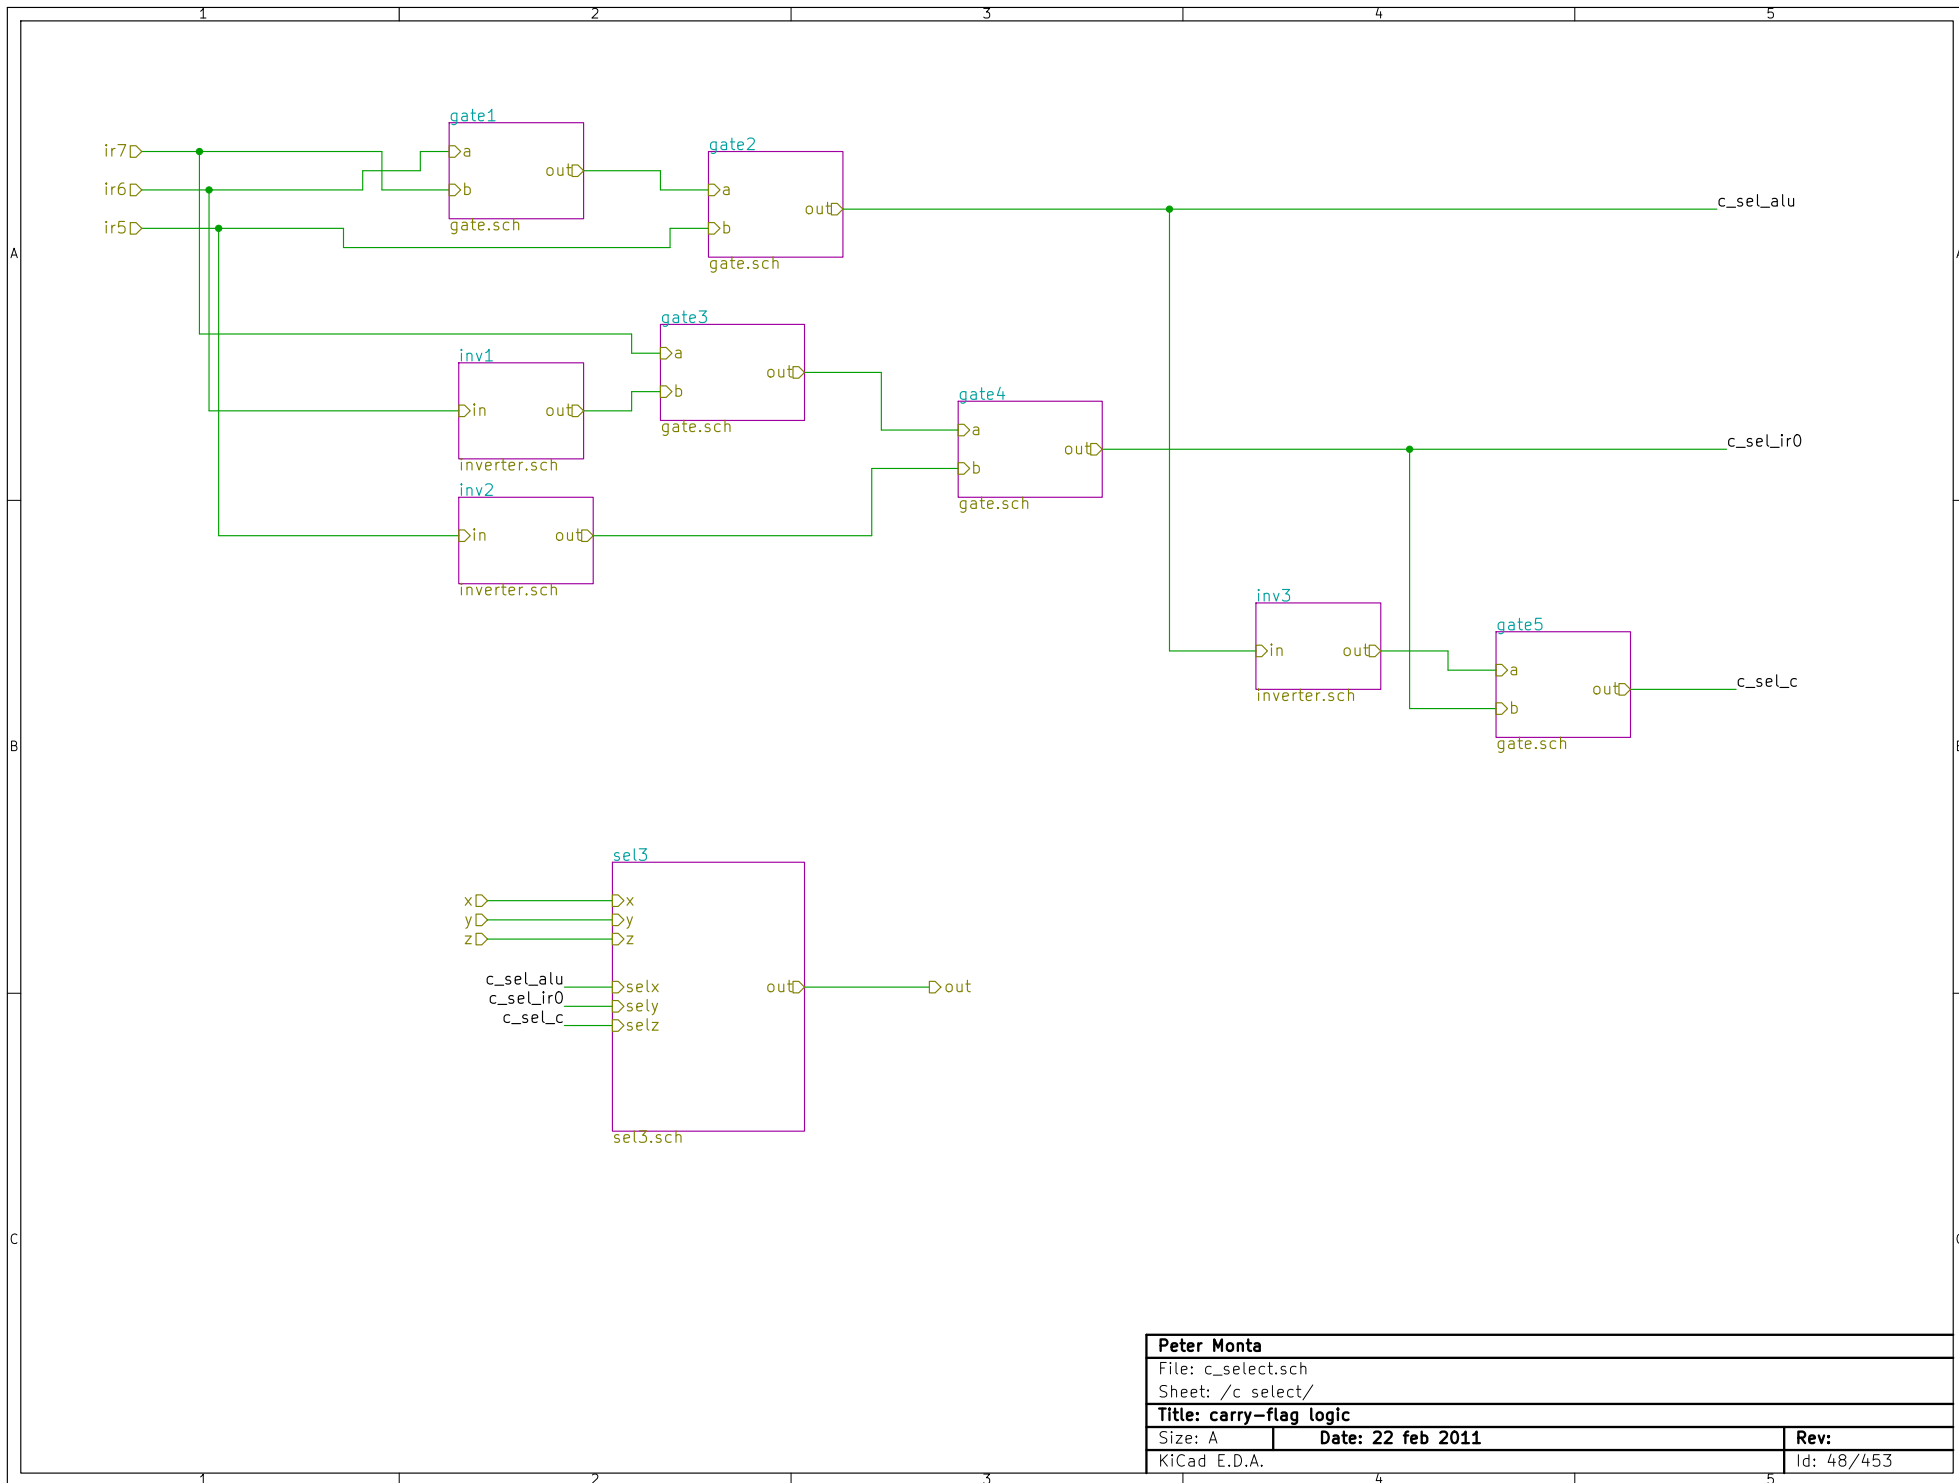 1 2 3 4 5
gate1
ir7 a gate2
out
ir6 b a
out c_sel_alu
ir5 gate.sch b
A A
gate.sch
gate3
inv1 a
out
b gate4
in out
gate.sch a
out c_sel_ir0
inverter.sch b
inv2
gate.sch
in out
inverter.sch inv3
gate5
in out
a
out c_sel_c
inverter.sch
b
B B
gate.sch
sel3
x x
y y
z z
c_sel_alu selx out out
c_sel_ir0 sely
c_sel_c selz
sel3.sch
C
Peter Monta
File: c_select.sch
Sheet: /c select/
Title: carry-flag logic
Size: A Date: 22 feb 2011 Rev:
KiCad E.D.A. Id: 48/453
1 2 3 4 5